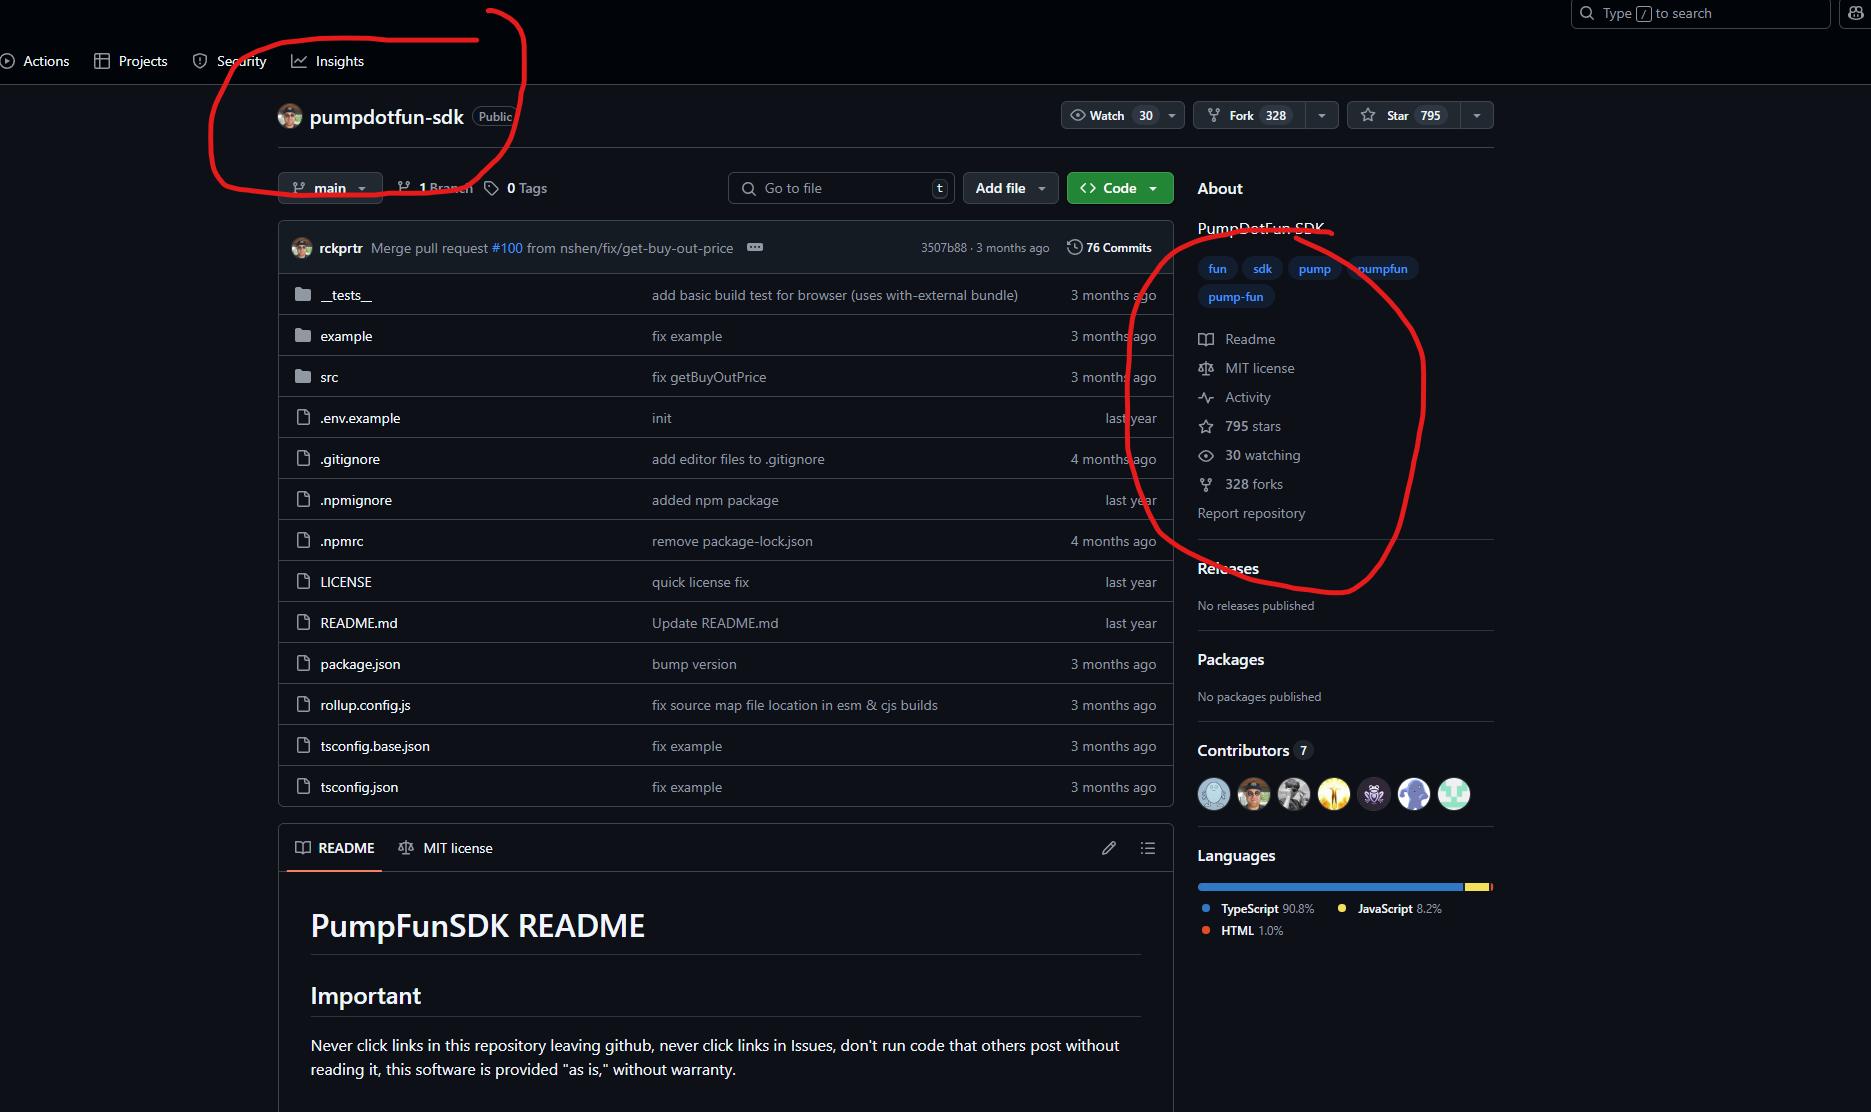 Type / to search
Actions Projects Security Insights
pumpdotfun-sdk Public
Watch 30 Fork 328 Star 795
main 1 Branch 0 Tags
Go to file t Add file Code
rckprtr Merge pull request #100 from nshen/fix/get-buy-out-price 3507b88 · 3 months ago 76 Commits
__tests__ add basic build test for browser (uses with-external bundle) 3 months ago
example fix example 3 months ago
src fix getBuyOutPrice 3 months ago
.env.example init last year
.gitignore add editor files to .gitignore 4 months ago
.npmignore added npm package last year
.npmrc remove package-lock.json 4 months ago
LICENSE quick license fix last year
README.md Update README.md last year
package.json bump version 3 months ago
rollup.config.js fix source map file location in esm & cjs builds 3 months ago
tsconfig.base.json fix example 3 months ago
tsconfig.json fix example 3 months ago
README MIT license
PumpFunSDK README
Important
Never click links in this repository leaving github, never click links in Issues, don't run code that others post without
reading it, this software is provided "as is," without warranty.
About
PumpDotFun SDK
fun sdk pump pumpfun
pump-fun
Readme
MIT license
Activity
795 stars
30 watching
328 forks
Report repository
Releases
No releases published
Packages
No packages published
Contributors 7
Languages
TypeScript 90.8% JavaScript 8.2%
HTML 1.0%